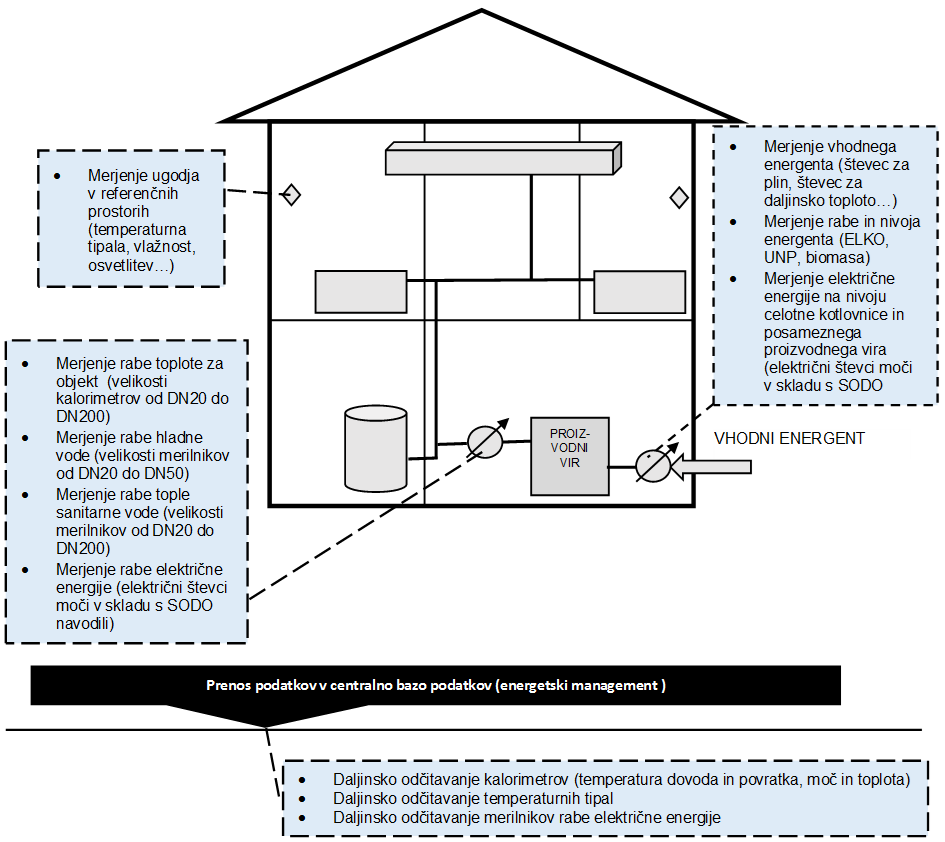 • Merjenje ugodja
v referenčnih
prostorih
(temperaturna
tipala, vlažnost,
osvetlitev…)
• Merjenje vhodnega
energenta (števec za
plin, števec za
daljinsko toploto…)
• Merjenje rabe in nivoja
energenta (ELKO,
UNP, biomasa)
• Merjenje električne
energije na nivoju
celotne kotlovnice in
posameznega
proizvodnega vira
(električni števci moči
v skladu s SODO
• Merjenje rabe toplote za
objekt (velikosti
kalorimetrov od DN20 do
DN200)
• Merjenje rabe hladne
vode (velikosti merilnikov
od DN20 do DN50)
• Merjenje rabe tople
sanitarne vode (velikosti
merilnikov od DN20 do
DN200)
• Merjenje rabe električne
energije (električni števci
moči v skladu s SODO
navodili)
PROIZ-
VODNI
VIR
VHODNI ENERGENT
Prenos podatkov v centralno bazo podatkov (energetski management )
• Daljinsko odčitavanje kalorimetrov (temperatura dovoda in povratka, moč in toplota)
• Daljinsko odčitavanje temperaturnih tipal
• Daljinsko odčitavanje merilnikov rabe električne energije